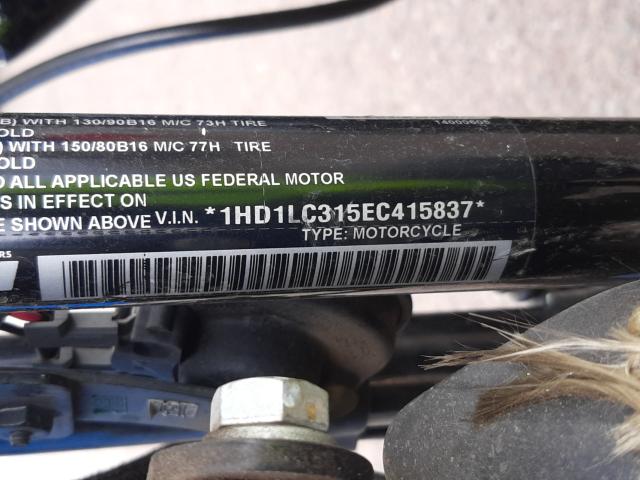 B) WITH 130/90B16 M/C 73H TIRE
OLD
) WITH 150/80B16 M/C 77H TIRE
OLD
D ALL APPLICABLE US FEDERAL MOTOR
S IN EFFECT ON
E SHOWN ABOVE V.I.N. *1HD1LC315EC415837*
TYPE: MOTORCYCLE
RS